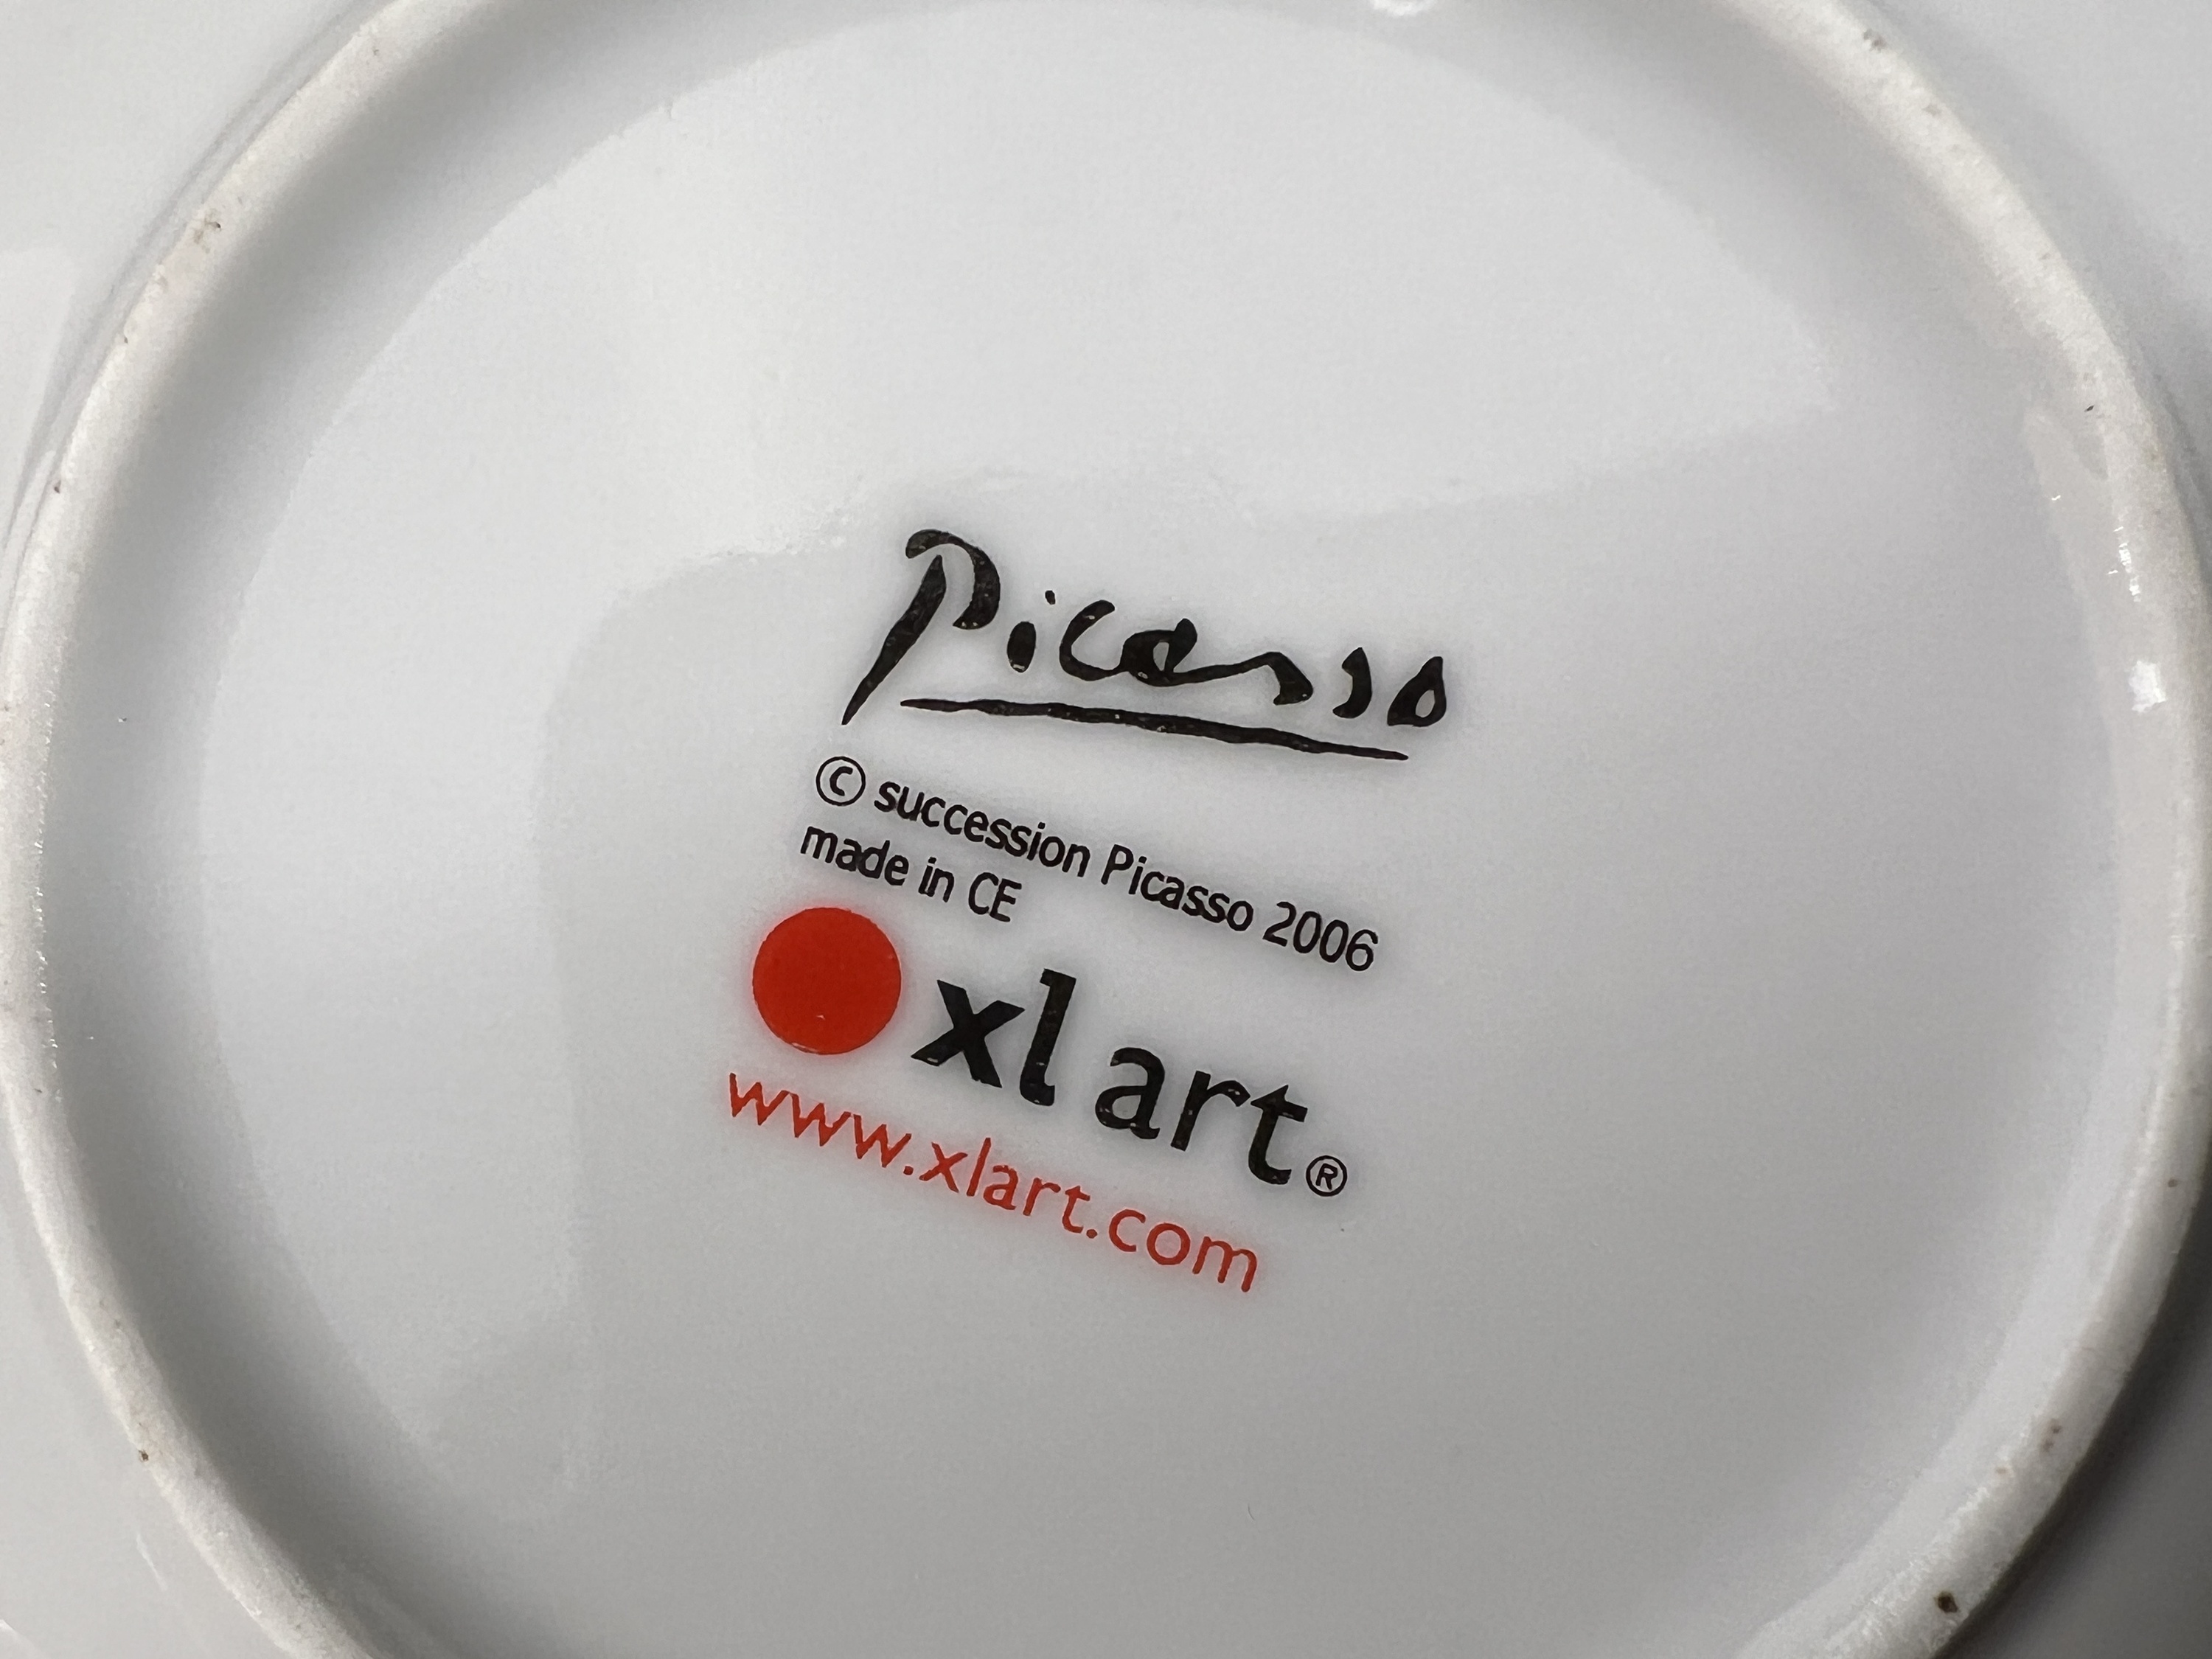 Picasso
© succession Picasso 2006
made in CE
xl art®
www.xlart.com